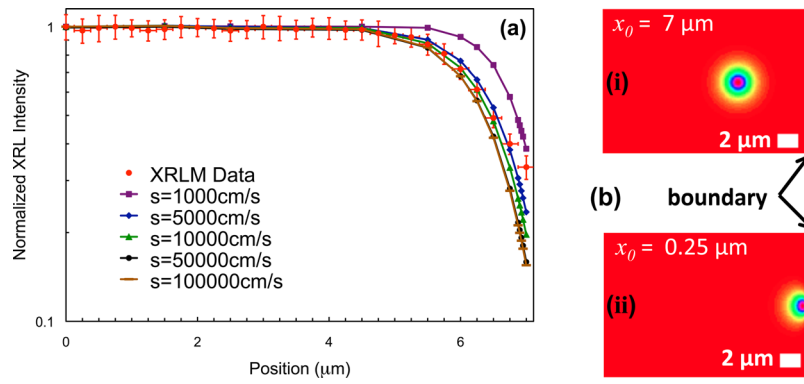 (a)
1
0.1
Normalized XRL Intensity
XRLM Data
s=1000cm/s
s=5000cm/s
s=10000cm/s
s=50000cm/s
s=100000cm/s
0 2 4 6
Position (μm)
x₀ = 7 μm
(i)
2 μm
(b)
boundary
x₀ = 0.25 μm
(ii)
2 μm